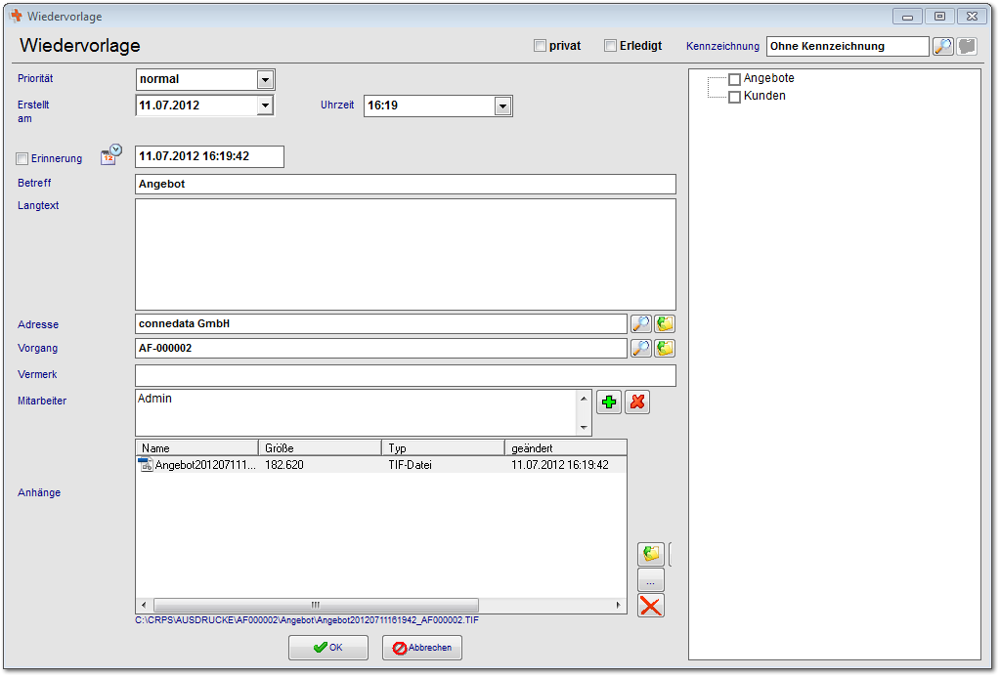 Wiedervorlage
Wiedervorlage
privat
Erledigt
Kennzeichnung
Ohne Kennzeichnung
Priorität
normal
Erstellt
am
11.07.2012
Uhrzeit
16:19
Erinnerung
12
11.07.2012 16:19:42
Betreff
Angebot
Langtext
Adresse
connedata GmbH
Vorgang
AF-000002
Vermerk
Mitarbeiter
Admin
Anhänge
Name Größe Typ geändert
Angebot201207111... 182.620 TIF-Datei 11.07.2012 16:19:42
...
C:\CRPS\AUSDRUCKE\AF000002\Angebot\Angebot20120711161942_AF000002.TIF
OK
Abbrechen
Angebote
Kunden